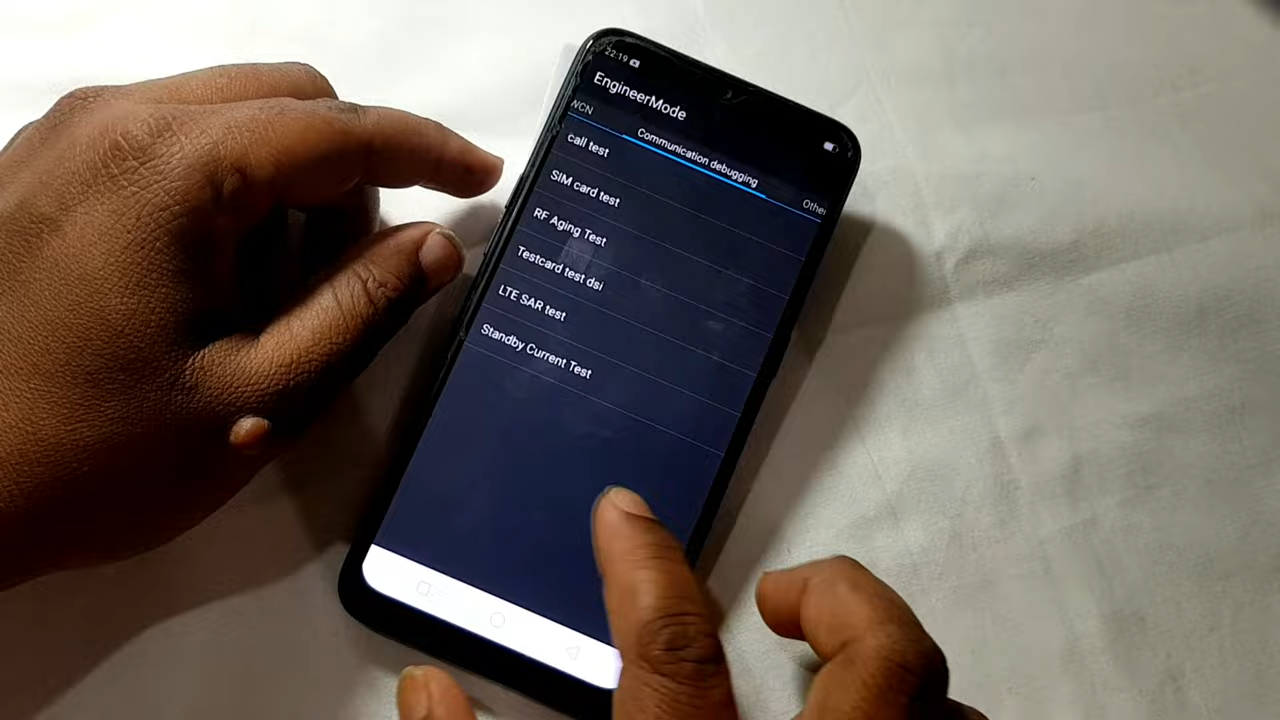 22:19
EngineerMode
WCN
Communication debugging
Other
call test
SIM card test
RF Aging Test
Testcard test dsi
LTE SAR test
Standby Current Test